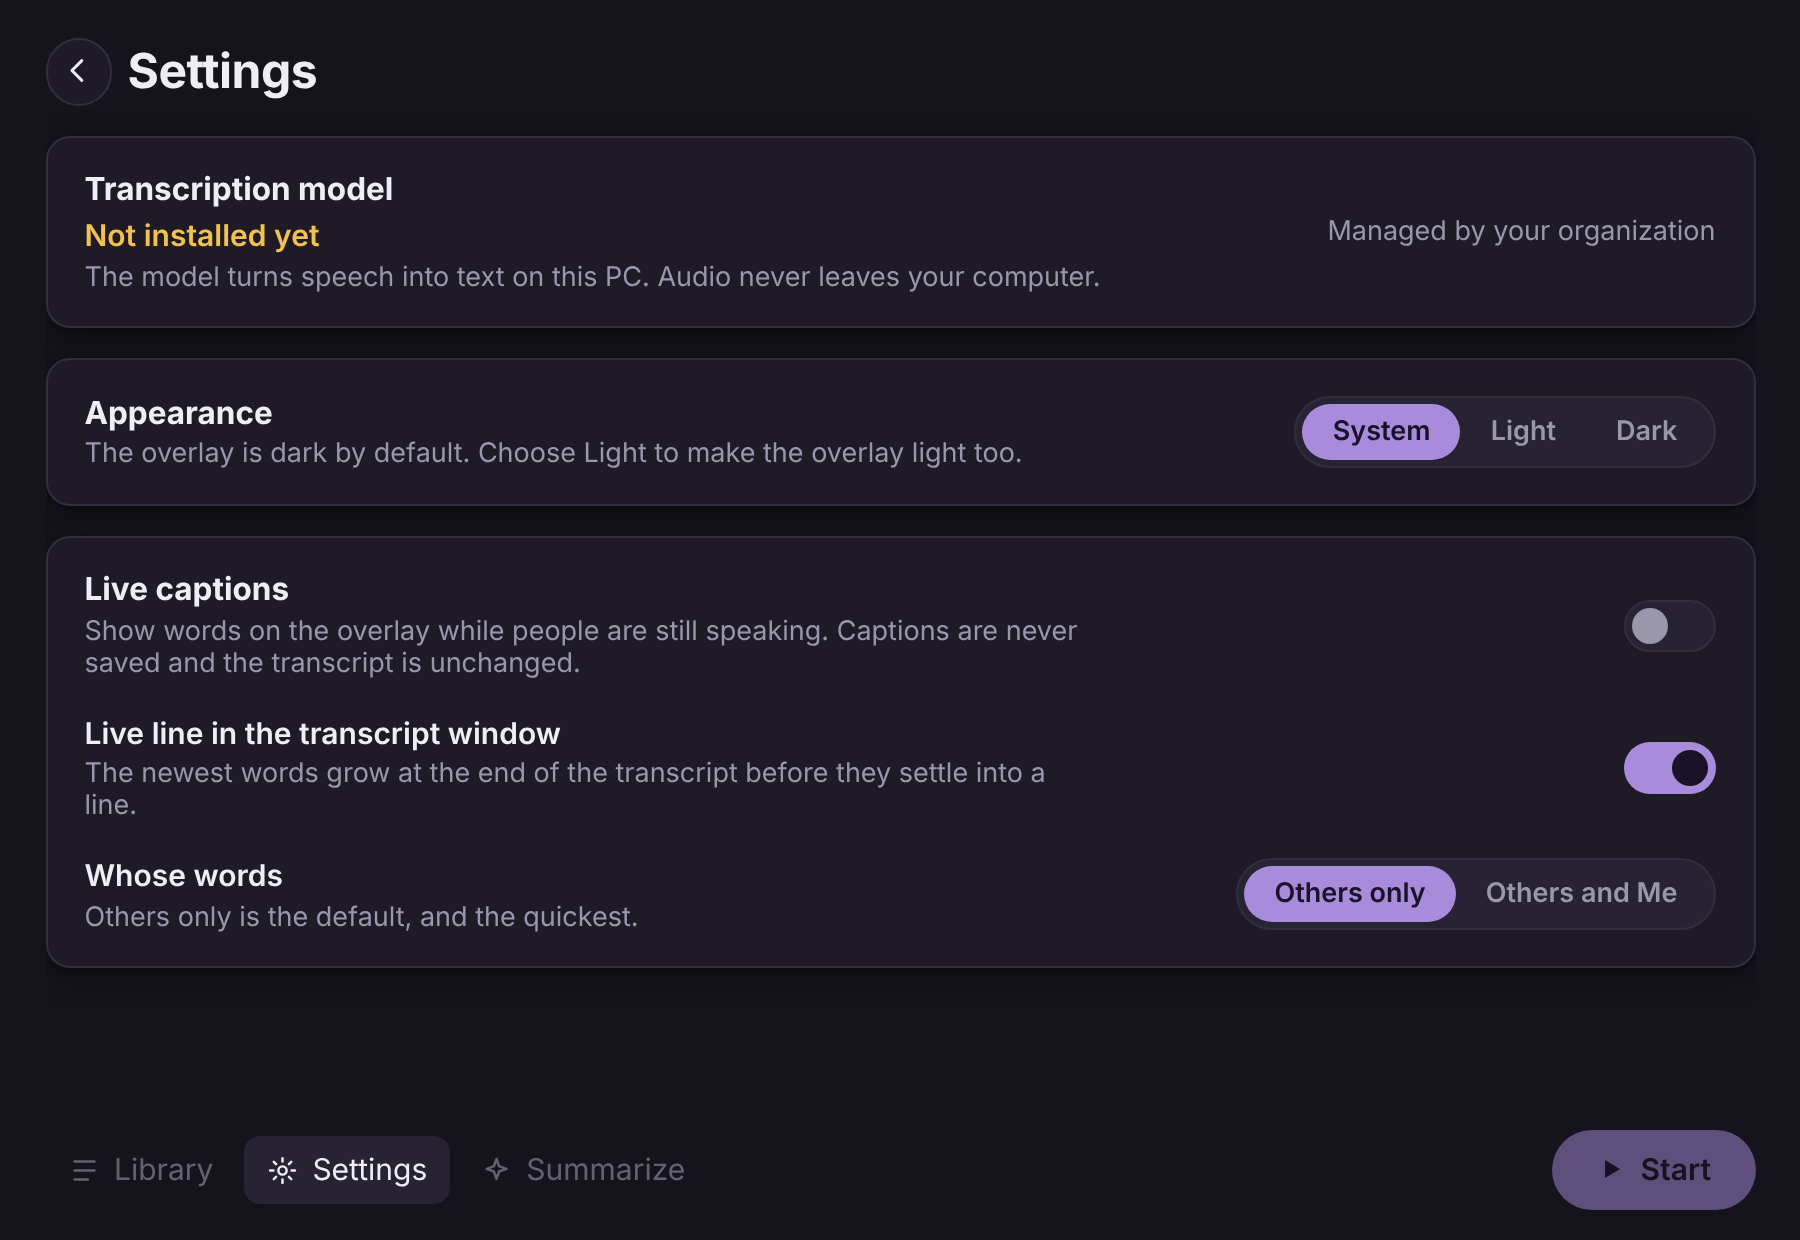 Settings
Transcription model
Not installed yet
The model turns speech into text on this PC. Audio never leaves your computer.
Managed by your organization
Appearance
The overlay is dark by default. Choose Light to make the overlay light too.
System Light Dark
Live captions
Show words on the overlay while people are still speaking. Captions are never
saved and the transcript is unchanged.
Live line in the transcript window
The newest words grow at the end of the transcript before they settle into a
line.
Whose words
Others only is the default, and the quickest.
Others only Others and Me
Library Settings Summarize Start